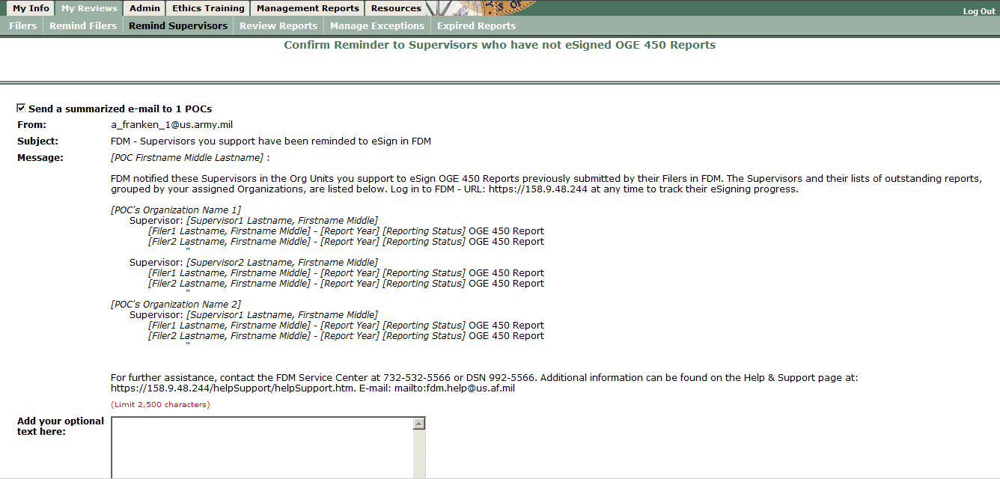 My Info My Reviews Admin Ethics Training Management Reports Resources
Log Out
Filers Remind Filers Remind Supervisors Review Reports Manage Exceptions Expired Reports
Confirm Reminder to Supervisors who have not eSigned OGE 450 Reports
Send a summarized e-mail to 1 POCs
From: a_franken_1@us.army.mil
Subject: FDM - Supervisors you support have been reminded to eSign in FDM
Message: [POC Firstname Middle Lastname] :
FDM notified these Supervisors in the Org Units you support to eSign OGE 450 Reports previously submitted by their Filers in FDM. The Supervisors and their lists of outstanding reports,
grouped by your assigned Organizations, are listed below. Log in to FDM - URL: https://158.9.48.244 at any time to track their eSigning progress.
[POC's Organization Name 1]
Supervisor: [Supervisor1 Lastname, Firstname Middle]
[Filer1 Lastname, Firstname Middle] - [Report Year] [Reporting Status] OGE 450 Report
[Filer2 Lastname, Firstname Middle] - [Report Year] [Reporting Status] OGE 450 Report
"
Supervisor: [Supervisor2 Lastname, Firstname Middle]
[Filer1 Lastname, Firstname Middle] - [Report Year] [Reporting Status] OGE 450 Report
[Filer2 Lastname, Firstname Middle] - [Report Year] [Reporting Status] OGE 450 Report
"
[POC's Organization Name 2]
Supervisor: [Supervisor1 Lastname, Firstname Middle]
[Filer1 Lastname, Firstname Middle] - [Report Year] [Reporting Status] OGE 450 Report
[Filer2 Lastname, Firstname Middle] - [Report Year] [Reporting Status] OGE 450 Report
"
For further assistance, contact the FDM Service Center at 732-532-5566 or DSN 992-5566. Additional information can be found on the Help & Support page at:
https://158.9.48.244/helpSupport/helpSupport.htm. E-mail: mailto:fdm.help@us.af.mil
(Limit 2,500 characters)
Add your optional
text here: